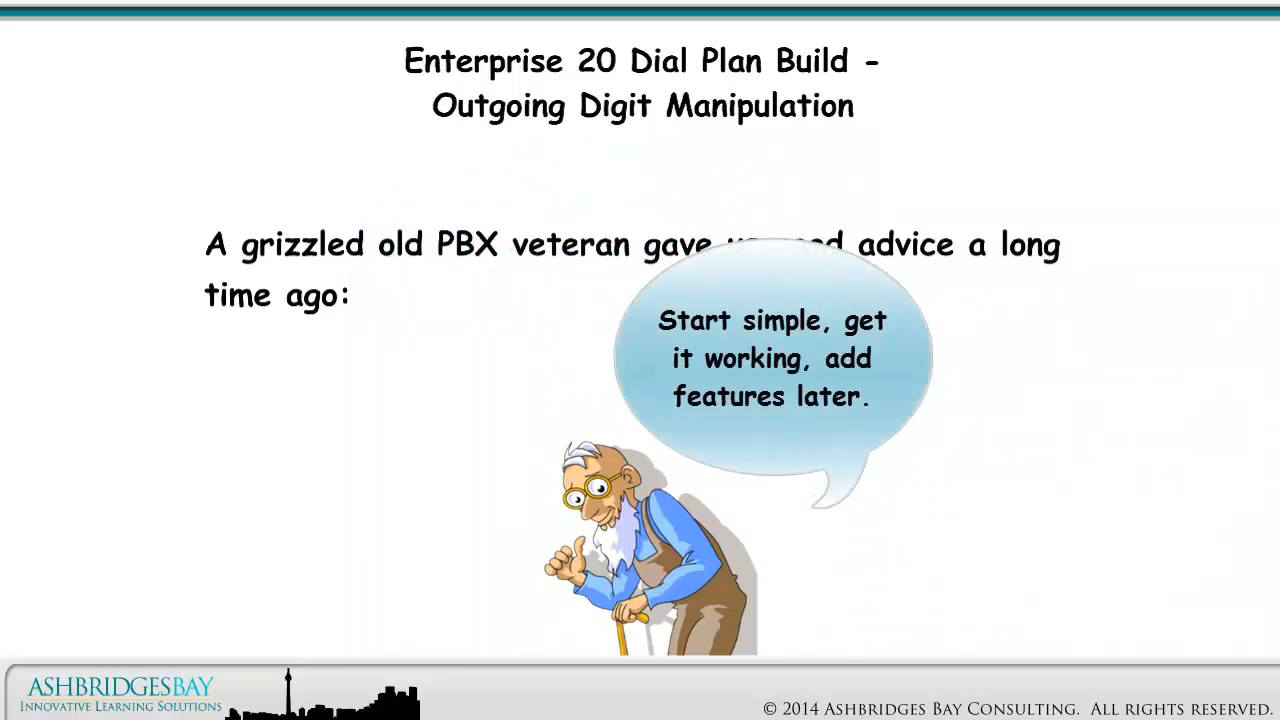 Enterprise 20 Dial Plan Build -
Outgoing Digit Manipulation
A grizzled old PBX veteran gave advice a long
time ago:
Start simple, get
it working, add
features later.
ASHBRIDGESBAY
INNOVATIVE LEARNING SOLUTIONS
© 2014 ASHBRIDGES BAY CONSULTING. ALL RIGHTS RESERVED.